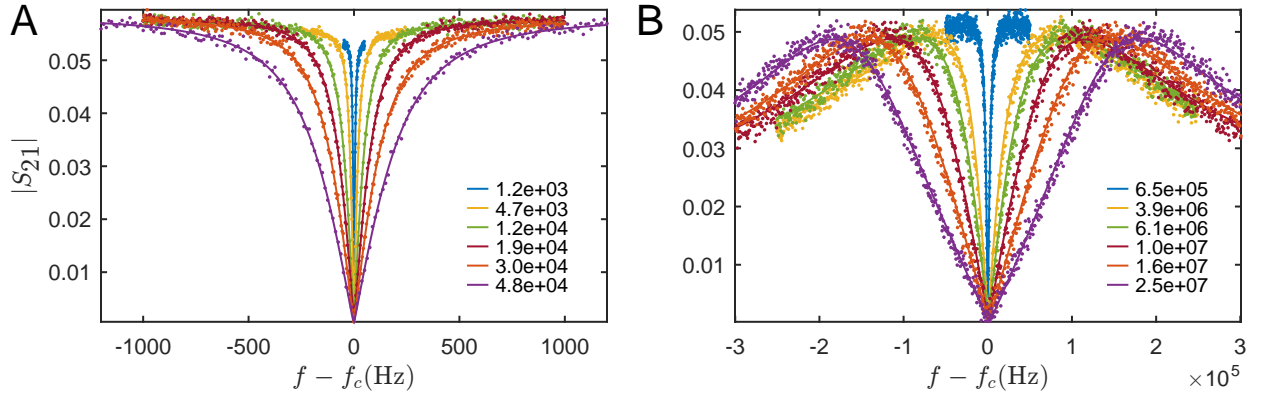 A
|S21|
0.05
0.04
0.03
0.02
0.01
1.2e+03
4.7e+03
1.2e+04
1.9e+04
3.0e+04
4.8e+04
-1000
-500
0
500
1000
f − fc(Hz)
B
0.05
0.04
0.03
0.02
0.01
6.5e+05
3.9e+06
6.1e+06
1.0e+07
1.6e+07
2.5e+07
-3
-2
-1
0
1
2
3
f − fc(Hz)
×10^5